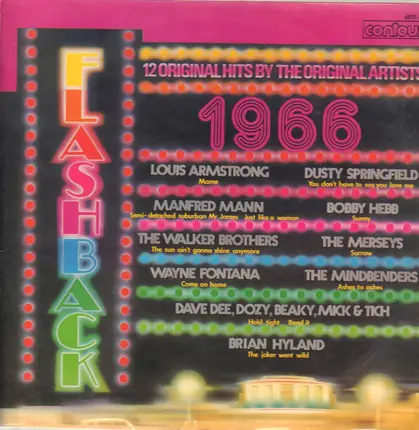 contou
12 ORIGINAL HITS BY THE ORIGINAL ARTIST
FLASHBACK
1966
LOUIS ARMSTRONG
Mame
DUSTY SPRINGFIELD
You don't have to say you love me
MANFRED MANN
Semi-detached suburban Mr. James Just like a woman
BOBBY HEBB
Sunny
THE WALKER BROTHERS
The sun ain't gonna shine anymore
THE MERSEYS
Sorrow
WAYNE FONTANA
Come on home
THE MINDBENDERS
Ashes to ashes
DAVE DEE, DOZY, BEAKY, MICK & TICH
Hold tight Bend it
BRIAN HYLAND
The joker went wild